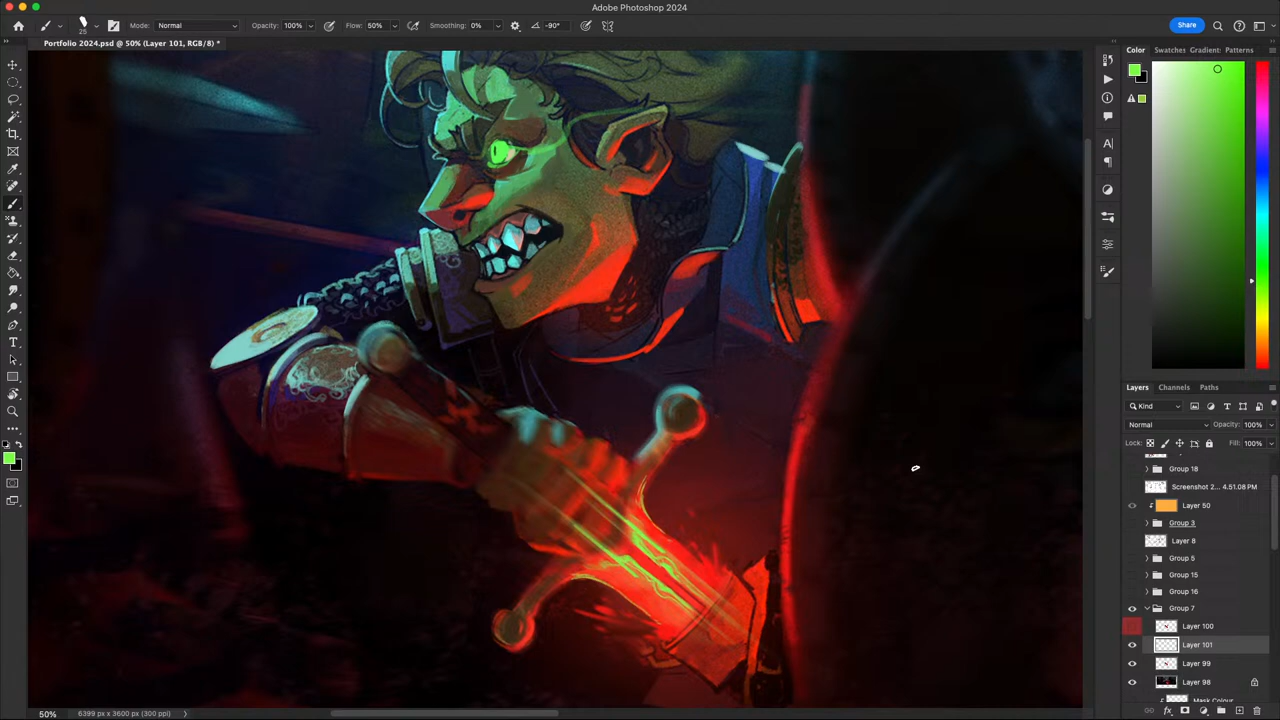 Adobe Photoshop 2024
25
Mode: Normal
Opacity: 100%
Flow: 50%
Smoothing: 0%
-90°
Share
Portfolio 2024.psd @ 50% (Layer 101, RGB/8) *
Color
Swatches
Gradient:
Patterns
Layers
Channels
Paths
Kind
Normal
Opacity: 100%
Lock:
Fill: 100%
Group 18
Screenshot 2... 4.51.08 PM
Layer 50
Group 3
Layer 8
Group 5
Group 15
Group 16
Group 7
Layer 100
Layer 101
Layer 99
Layer 98
Mask Colour
50%
6399 px x 3600 px (300 ppi)